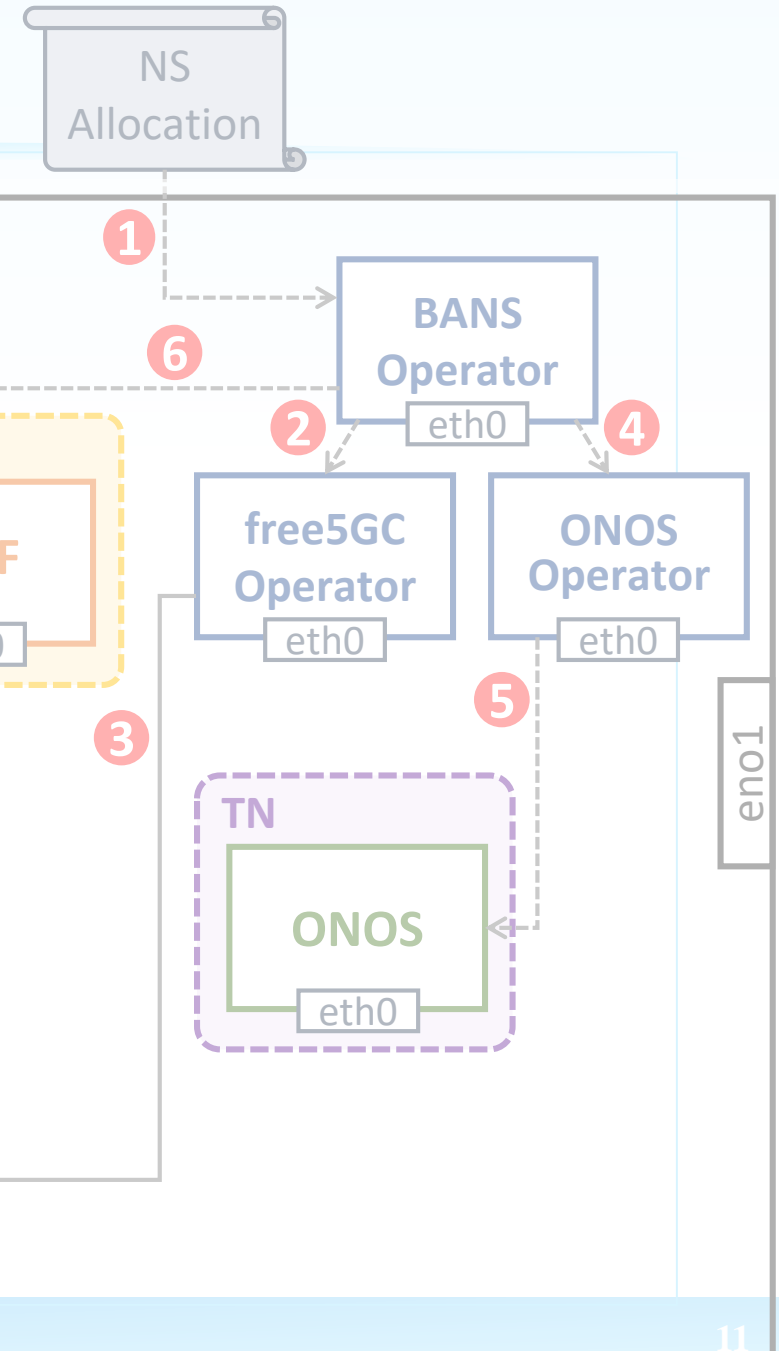 NS
Allocation
1
BANS
Operator
6
2
eth0
4
free5GC
Operator
ONOS
Operator
F
eth0
eth0
5
3
eno1
TN
ONOS
eth0
11